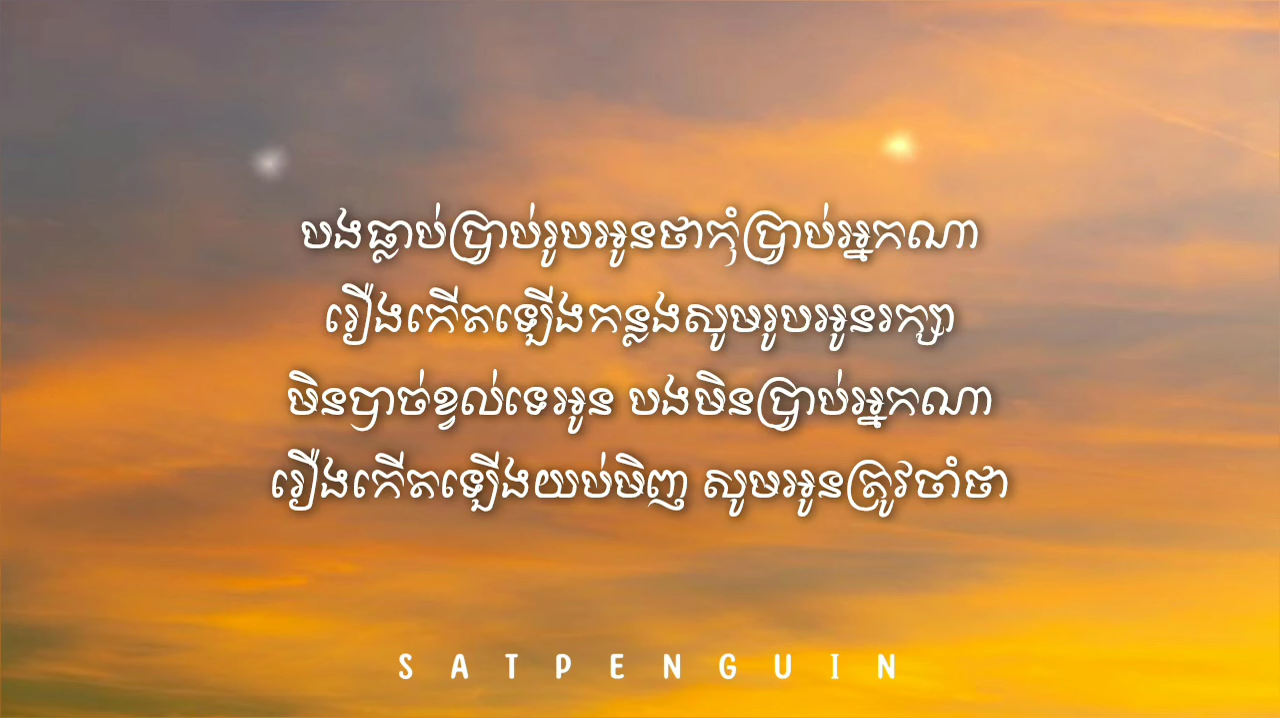 បងធ្លាប់ប្រាប់រូបអូនថាកុំប្រាប់អ្នកណា
រឿងកើតឡើងកន្លងសូមរូបអូនរក្សា
មិនបាច់ខ្វល់ទេអូន បងមិនប្រាប់អ្នកណា
រឿងកើតឡើងយប់មិញ សូមអូនត្រូវចាំថា
SATPENGUIN